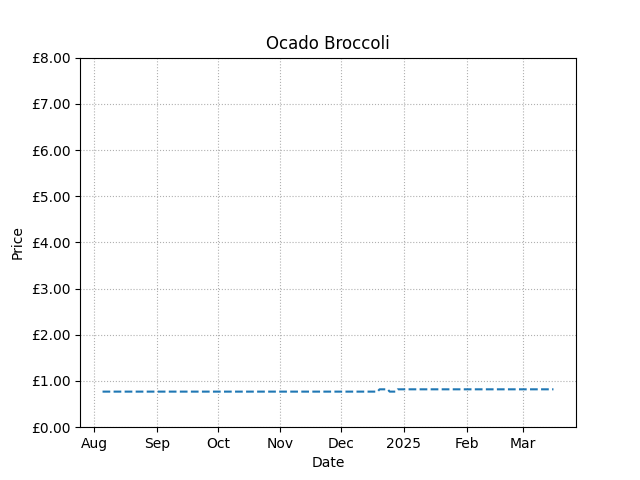 Ocado Broccoli
£8.00
£7.00
£6.00
£5.00
£4.00
£3.00
£2.00
£1.00
£0.00
Price
Aug Sep Oct Nov Dec 2025 Feb Mar
Date